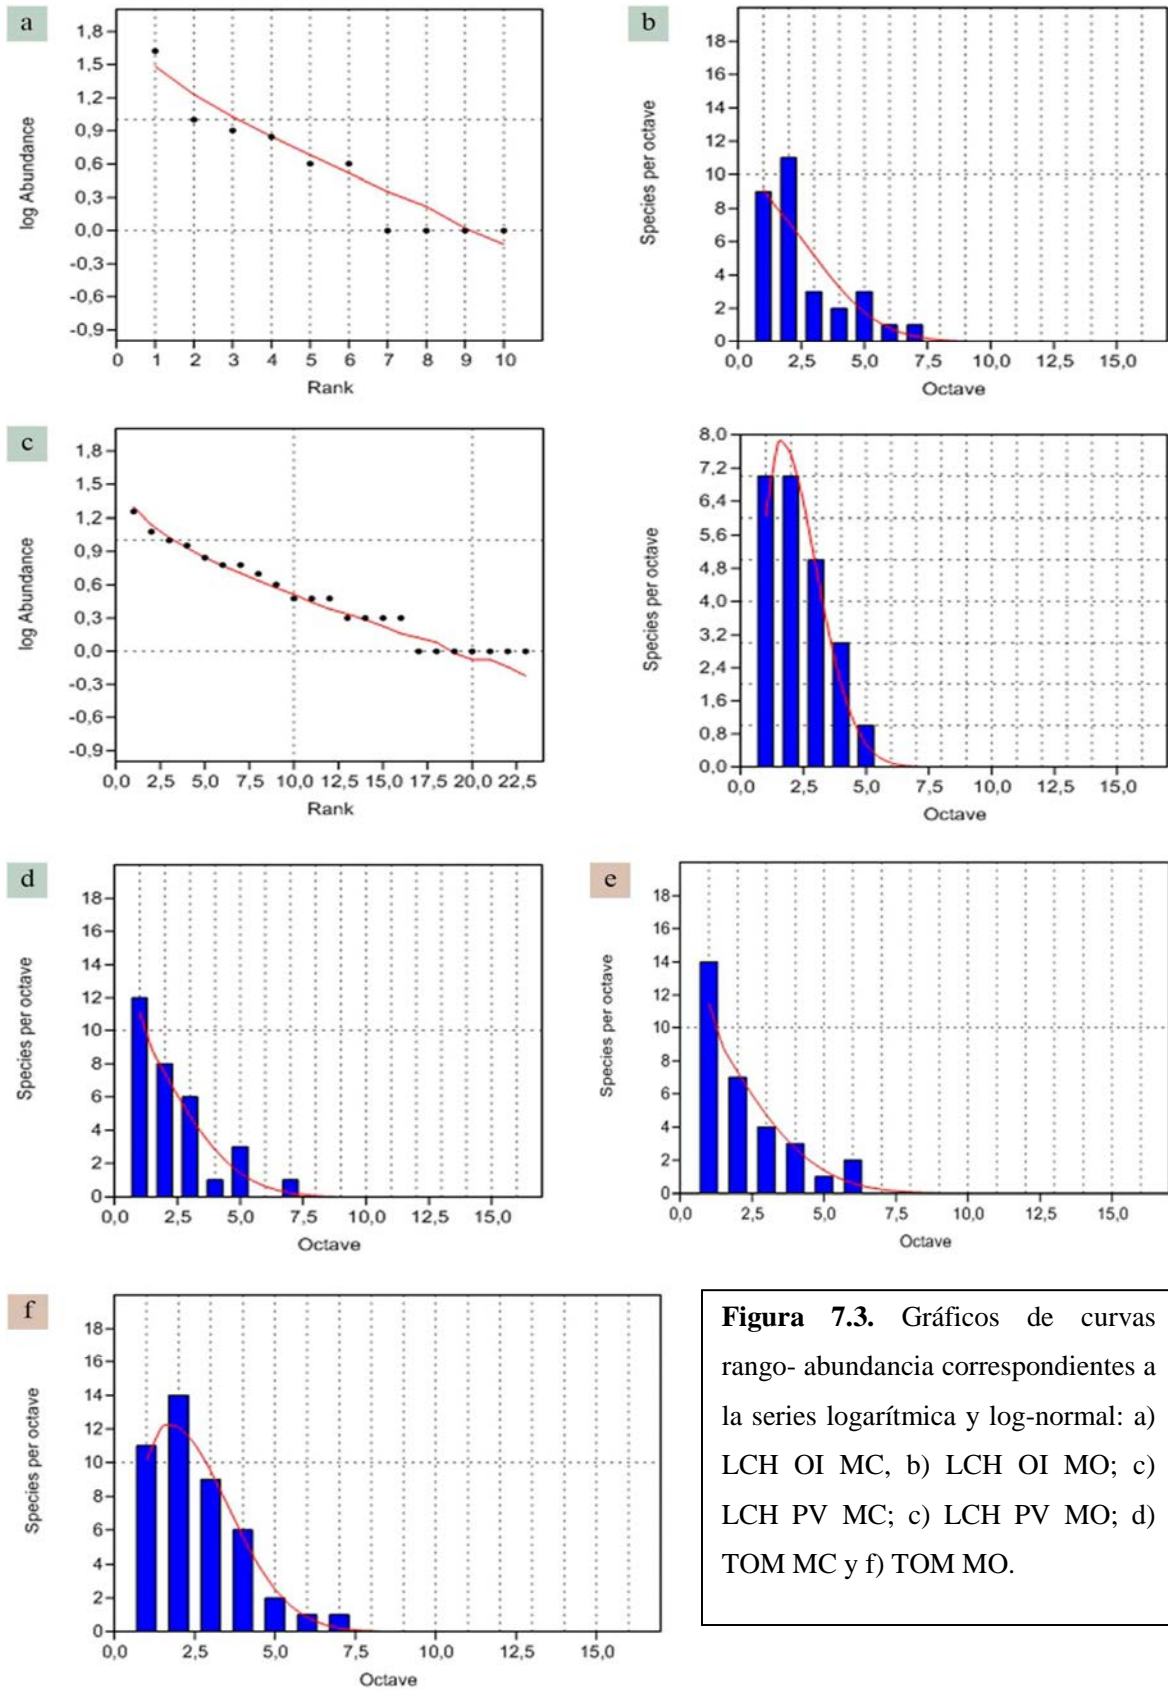 a
1.8
1.5
1.2
0,9
0,6
0,3
0,0
-0,3
-0,6
-0,9
log Abundance
0 1 2 3 4 5 6 7 8 9 10
Rank
b
18
16
14
12
10
8
6
4
2
0
Species per octave
0,0 2,5 5,0 7,5 10,0 12,5 15,0
Octave
c
1.8
1.5
1.2
0,9
0,6
0,3
0,0
-0,3
-0,6
-0,9
log Abundance
0,0 2,5 5,0 7,5 10,0 12,5 15,0 17,5 20,0 22,5
Rank
8,0
7,2
6,4
5,6
4,8
4,0
3,2
2,4
1,6
0,8
0,0
Species per octave
0,0 2,5 5,0 7,5 10,0 12,5 15,0
Octave
d
18
16
14
12
10
8
6
4
2
0
Species per octave
0,0 2,5 5,0 7,5 10,0 12,5 15,0
Octave
e
18
16
14
12
10
8
6
4
2
0
Species per octave
0,0 2,5 5,0 7,5 10,0 12,5 15,0
Octave
f
18
16
14
12
10
8
6
4
2
0
Species per octave
0,0 2,5 5,0 7,5 10,0 12,5 15,0
Octave
Figura 7.3. Gráficos de curvas
rango- abundancia correspondientes a
la series logarítmica y log-normal: a)
LCH OI MC, b) LCH OI MO; c)
LCH PV MC; c) LCH PV MO; d)
TOM MC y f) TOM MO.